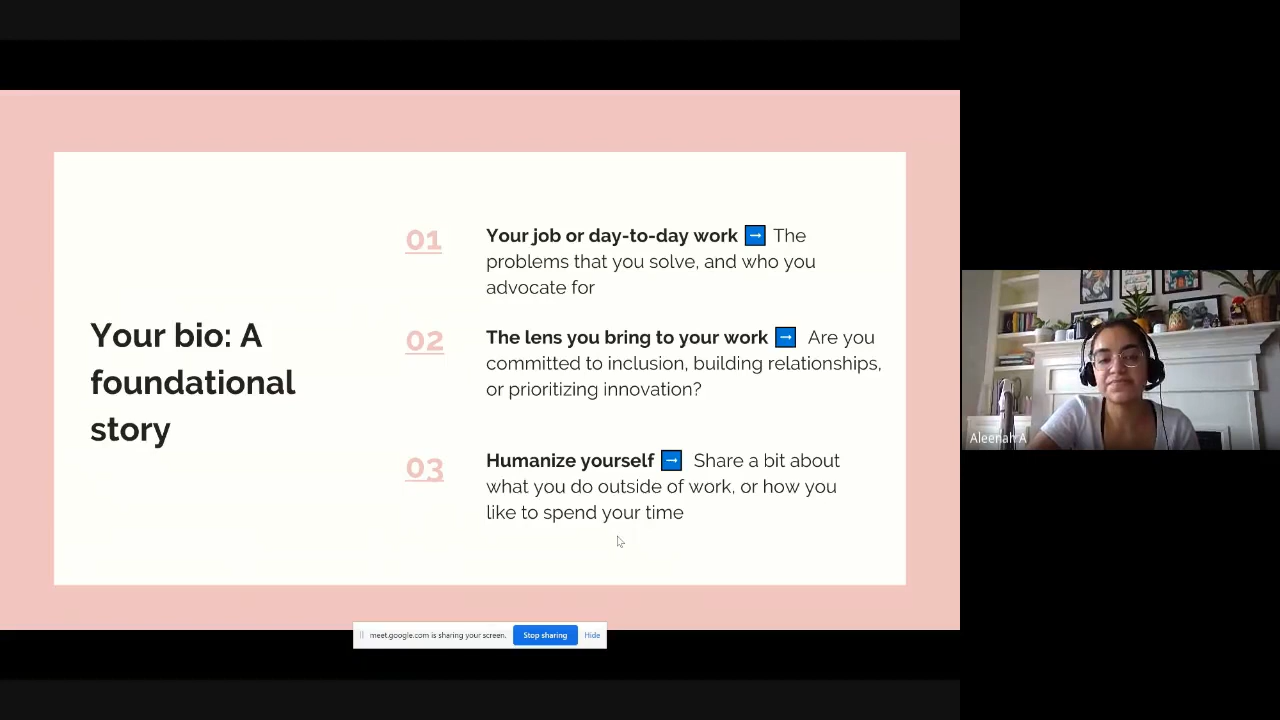 Your bio: A
foundational
story
01
Your job or day-to-day work ➡ The
problems that you solve, and who you
advocate for
02
The lens you bring to your work ➡ Are you
committed to inclusion, building relationships,
or prioritizing innovation?
03
Humanize yourself ➡ Share a bit about
what you do outside of work, or how you
like to spend your time
meet.google.com is sharing your screen.
Stop sharing
Hide
Aleenah A